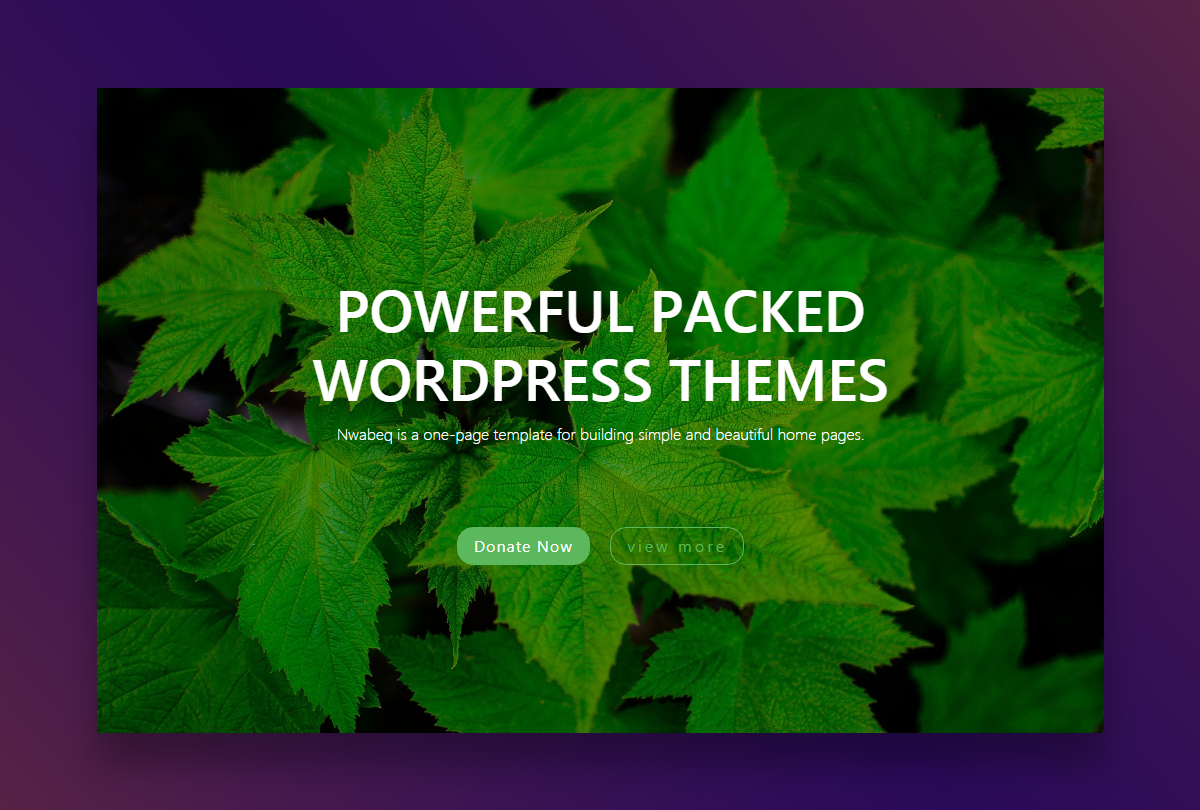 POWERFUL PACKED
WORDPRESS THEMES
Nwabeq is a one-page template for building simple and beautiful home pages.
Donate Now
view more